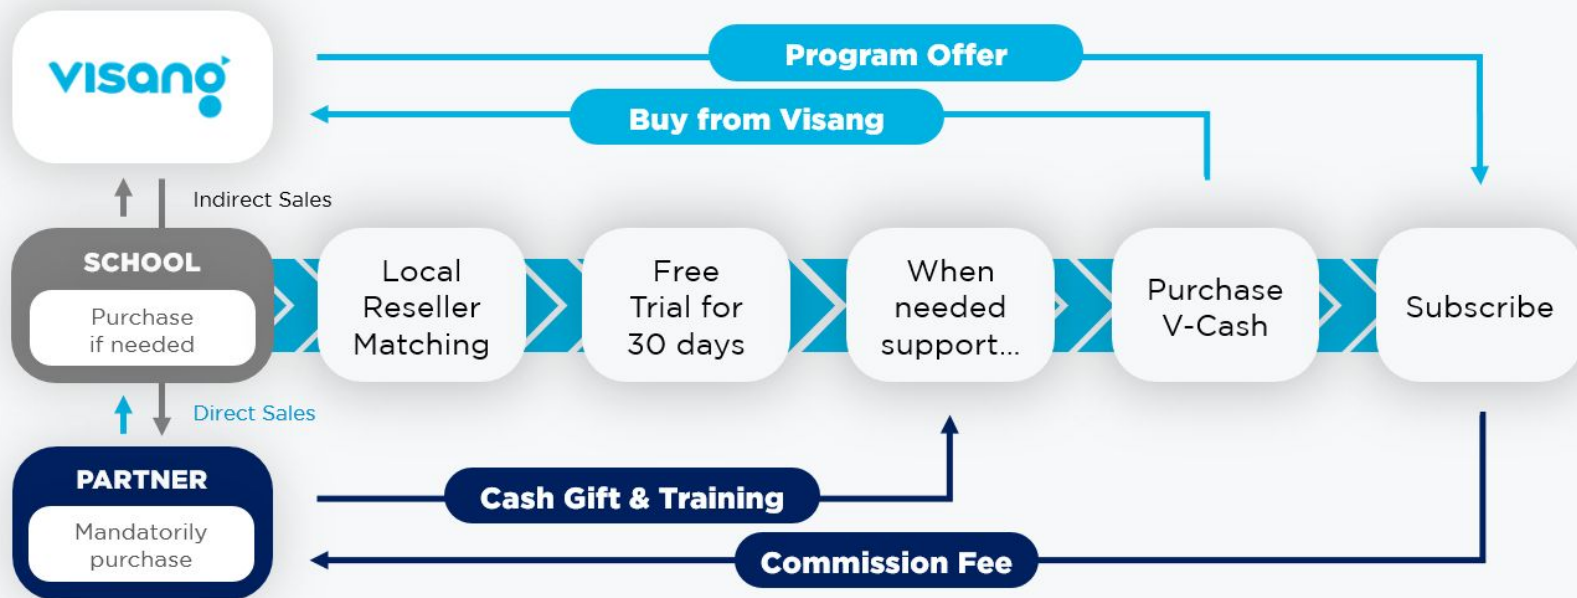 visang
Program Offer
Buy from Visang
Indirect Sales
SCHOOL
Purchase
if needed
Local
Reseller
Matching
Free
Trial for
30 days
When
needed
support...
Purchase
V-Cash
Subscribe
Direct Sales
PARTNER
Mandatorily
purchase
Cash Gift & Training
Commission Fee